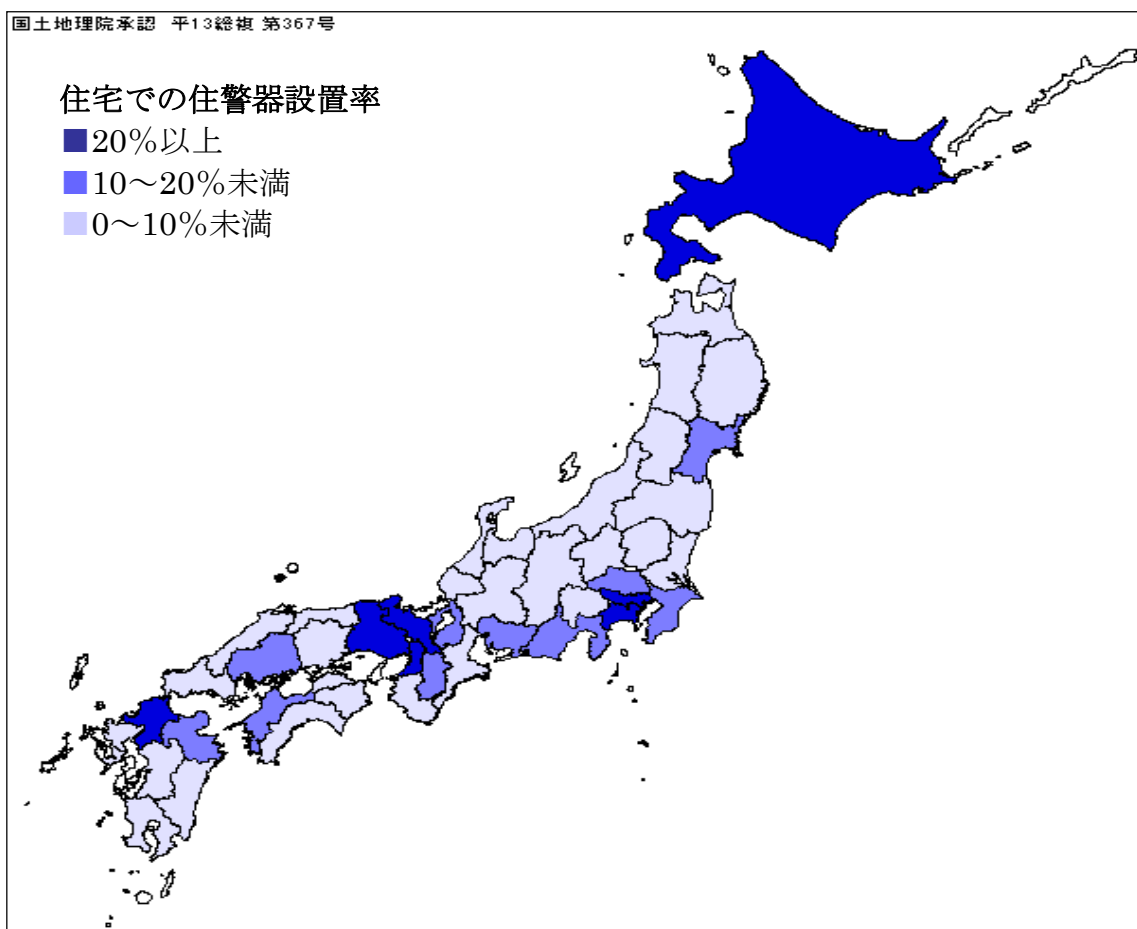 国土地理院承認 平13総複 第367号
住宅での住警器設置率
■20%以上
■10～20%未満
■0～10%未満